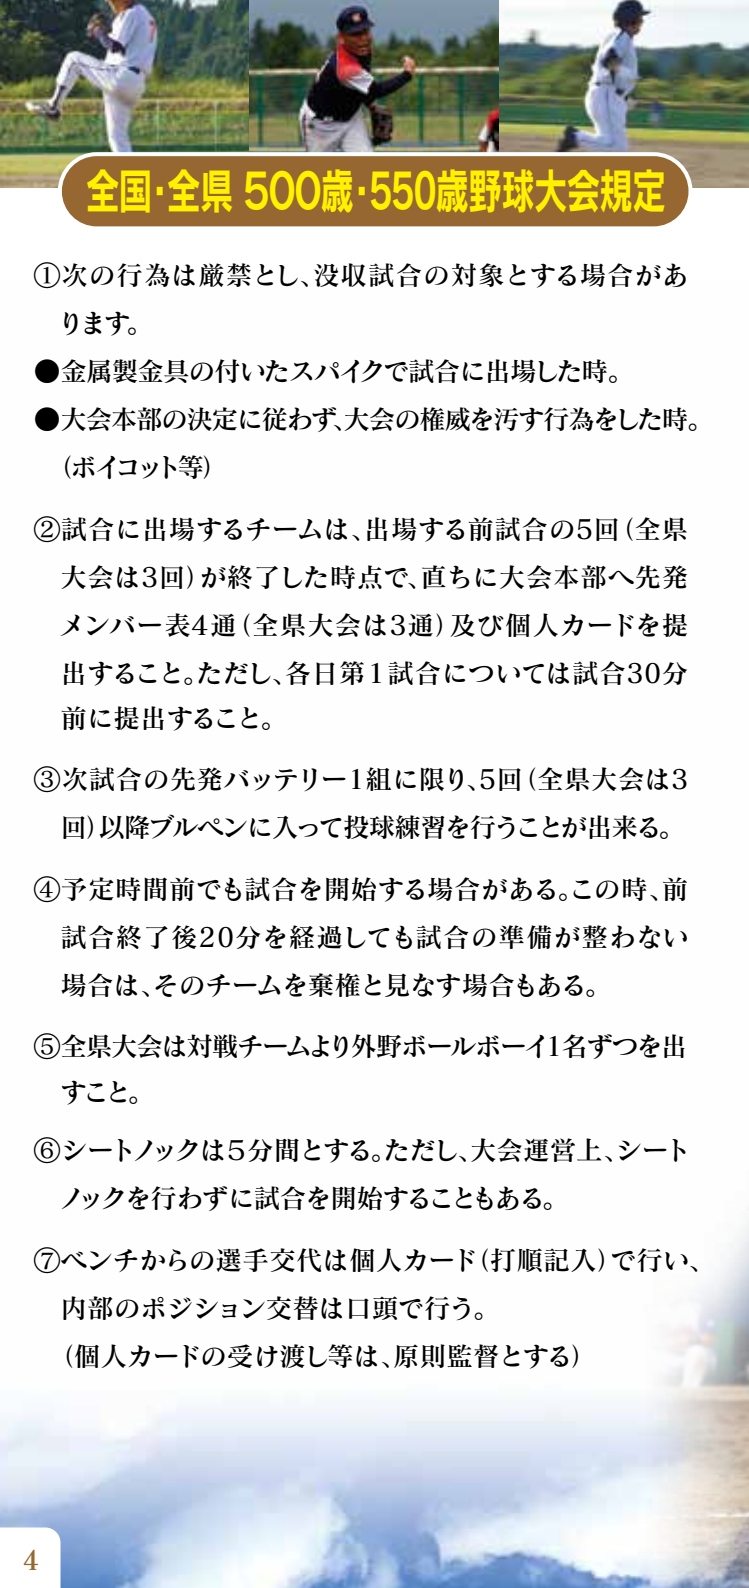 全国・全県 500歳・550歳野球大会規定
①次の行為は厳禁とし、没収試合の対象とする場合があ
ります。
●金属製金具の付いたスパイクで試合に出場した時。
●大会本部の決定に従わず、大会の権威を汚す行為をした時。
(ボイコット等)
②試合に出場するチームは、出場する前試合の5回(全県
大会は3回)が終了した時点で、直ちに大会本部へ先発
メンバー表4通(全県大会は3通)及び個人カードを提
出すること。ただし、各日第1試合については試合30分
前に提出すること。
③次試合の先発バッテリー1組に限り、5回(全県大会は3
回)以降ブルペンに入って投球練習を行うことが出来る。
④予定時間前でも試合を開始する場合がある。この時、前
試合終了後20分を経過しても試合の準備が整わない
場合は、そのチームを棄権と見なす場合もある。
⑤全県大会は対戦チームより外野ボールボーイ1名ずつを出
すこと。
⑥シートノックは5分間とする。ただし、大会運営上、シート
ノックを行わずに試合を開始することもある。
⑦ベンチからの選手交代は個人カード(打順記入)で行い、
内部のポジション交替は口頭で行う。
(個人カードの受け渡し等は、原則監督とする)
4